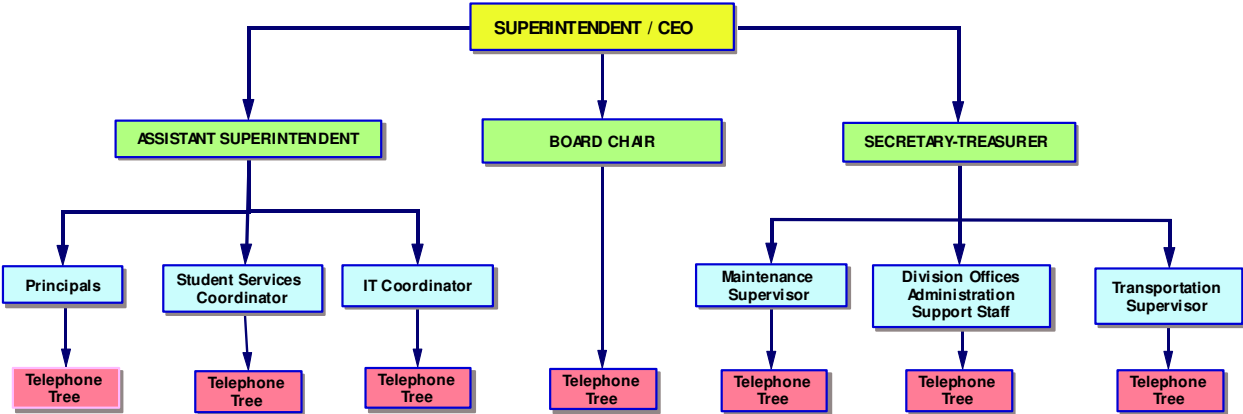 SUPERINTENDENT / CEO
ASSISTANT SUPERINTENDENT
BOARD CHAIR
SECRETARY-TREASURER
Principals
Student Services
Coordinator
IT Coordinator
Maintenance
Supervisor
Division Offices
Administration
Support Staff
Transportation
Supervisor
Telephone
Tree
Telephone
Tree
Telephone
Tree
Telephone
Tree
Telephone
Tree
Telephone
Tree
Telephone
Tree